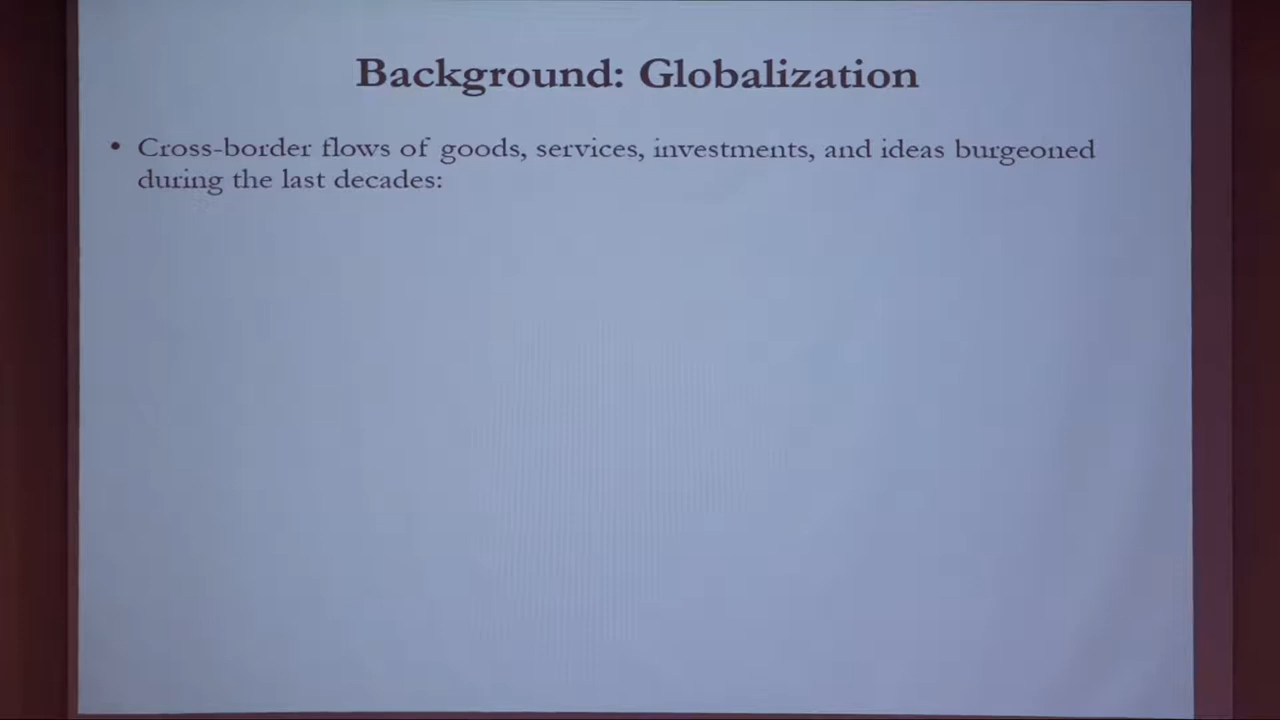 Background: Globalization
• Cross-border flows of goods, services, investments, and ideas burgeoned
during the last decades: